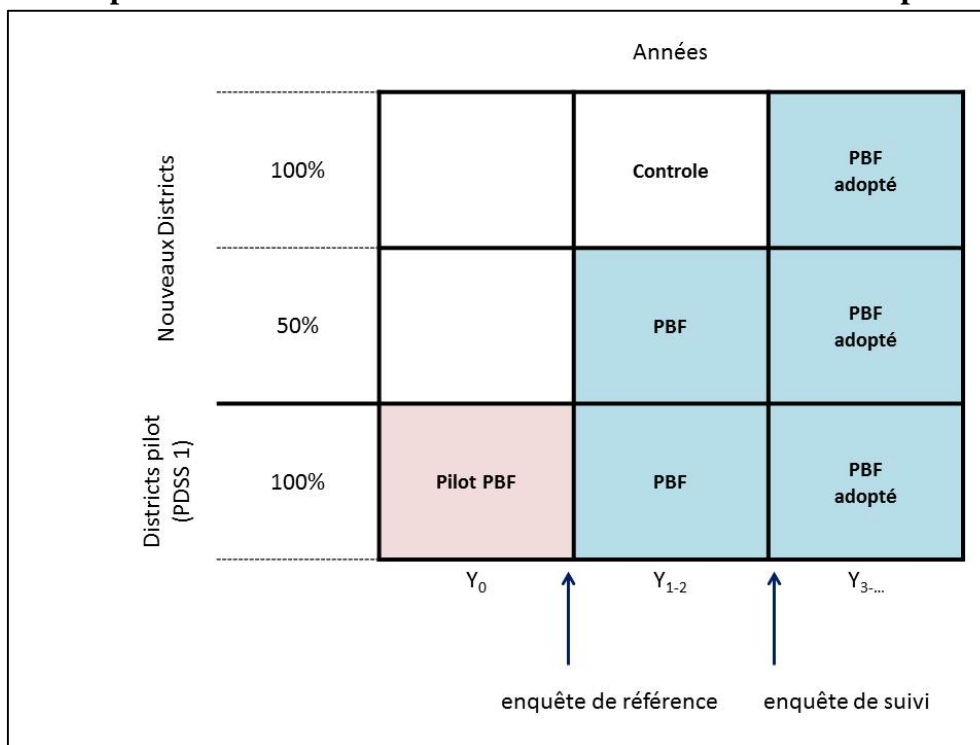 Années
Nouveaux Districts
100%
Controle
PBF
adopté
50%
PBF
PBF
adopté
Districts pilot
(PDSS 1)
100%
Pilot PBF
PBF
PBF
adopté
Y0
Y1-2
Y3-...
enquête de référence
enquête de suivi